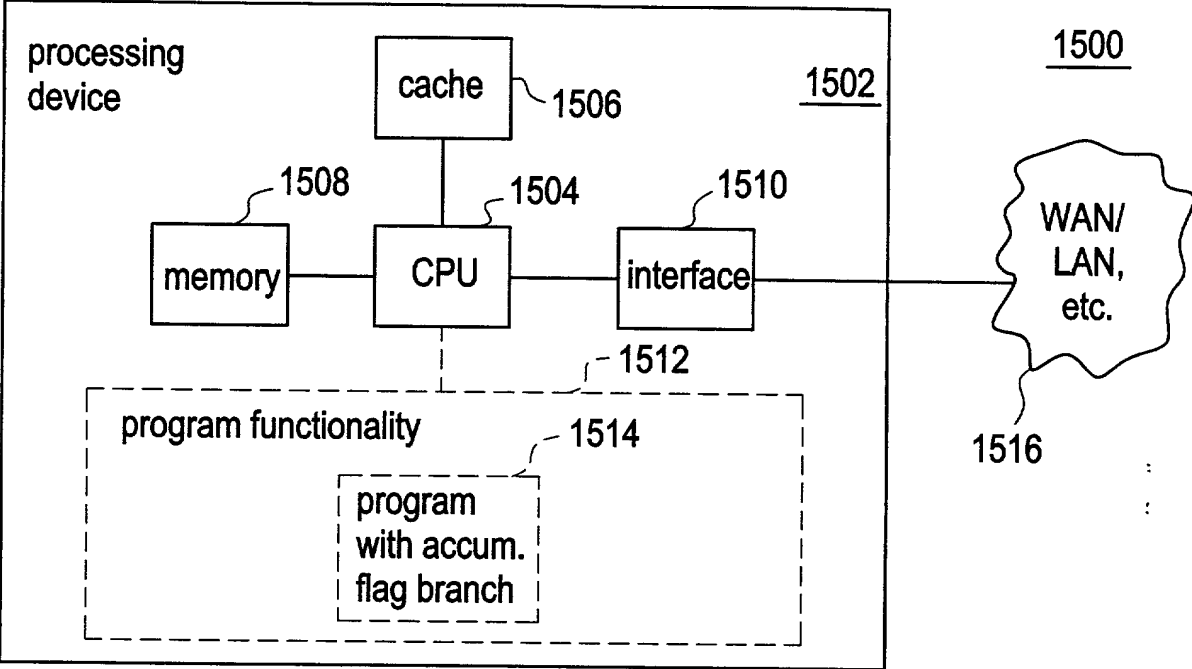 processing
device
cache
1506
1502
1500
1508
1504
1510
memory
CPU
interface
WAN/
LAN,
etc.
1512
program functionality
1514
1516
program
with accum.
flag branch